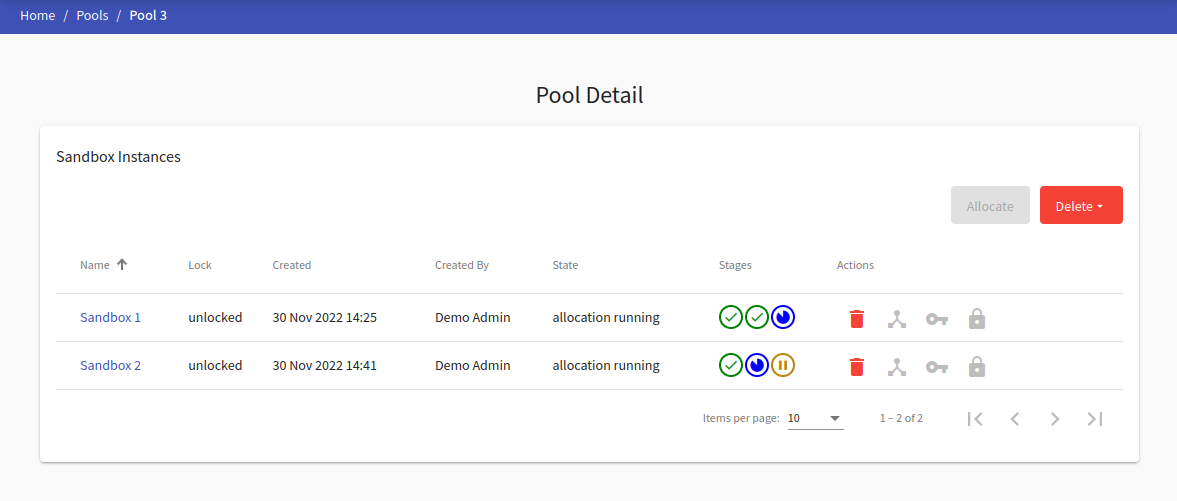 Home / Pools / Pool 3
Pool Detail
Sandbox Instances
Allocate Delete
Name Lock Created Created By State Stages Actions
Sandbox 1 unlocked 30 Nov 2022 14:25 Demo Admin allocation running
Sandbox 2 unlocked 30 Nov 2022 14:41 Demo Admin allocation running
Items per page: 10 1 – 2 of 2